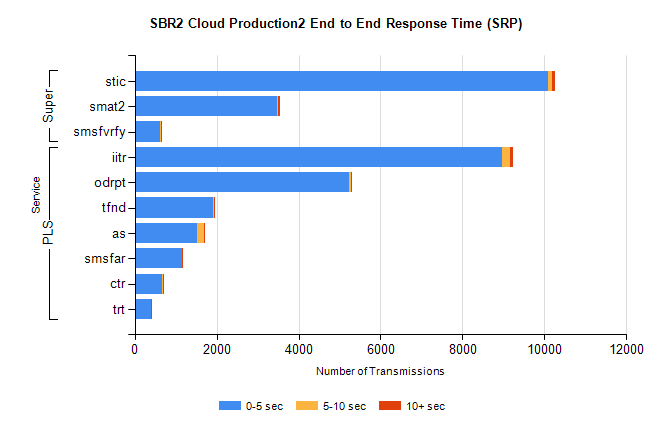 SBR2 Cloud Production2 End to End Response Time (SRP)
Super
stic
smat2
smsfvrfy
Service
PLS
iitr
odrpt
tfnd
as
smsfar
ctr
trt
0 2000 4000 6000 8000 10000 12000
Number of Transmissions
0-5 sec 5-10 sec 10+ sec